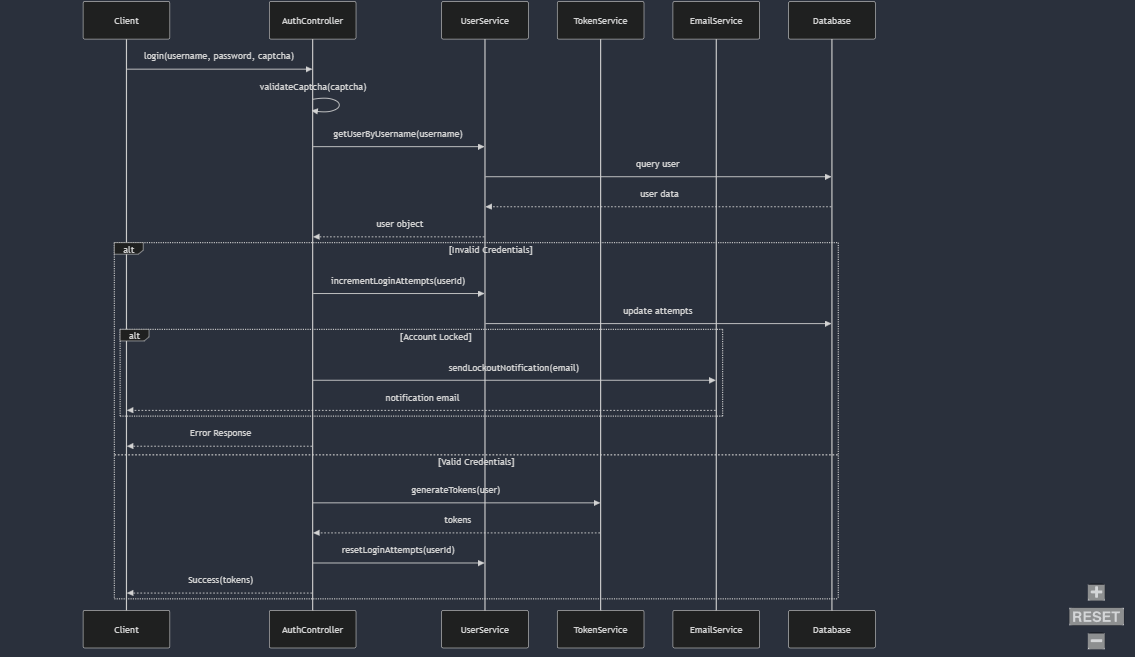 Client
AuthController
UserService
TokenService
EmailService
Database
login(username, password, captcha)
validateCaptcha(captcha)
getUserByUsername(username)
query user
user data
user object
alt
[Invalid Credentials]
incrementLoginAttempts(userId)
update attempts
alt
[Account Locked]
sendLockoutNotification(email)
notification email
Error Response
[Valid Credentials]
generateTokens(user)
tokens
resetLoginAttempts(userId)
Success(tokens)
Client
AuthController
UserService
TokenService
EmailService
Database
+
RESET
−